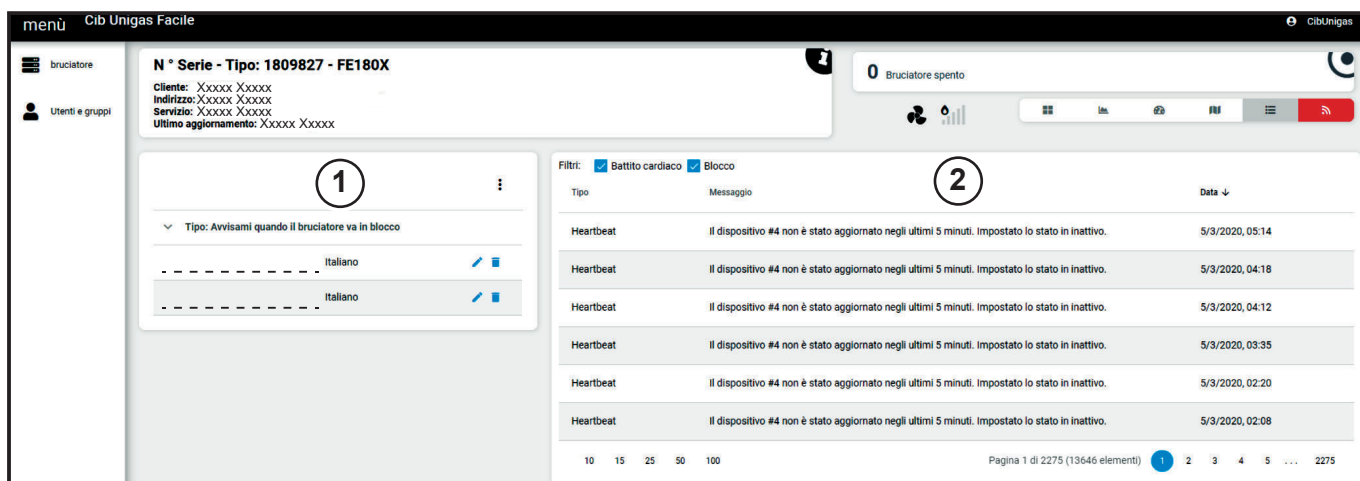 menù Cib Unigas Facile CibUnigas
bruciatore
Utenti e gruppi
N ° Serie - Tipo: 1809827 - FE180X
Cliente: Xxxxx Xxxxx
Indirizzo: Xxxxx Xxxxx
Servizio: Xxxxx Xxxxx
Ultimo aggiornamento: Xxxxx Xxxxx
0 Bruciatore spento
1
Tipo: Avvisami quando il bruciatore va in blocco
Italiano
Italiano
2
Filtri: Battito cardiaco Blocco
Tipo Messaggio Data ↓
Heartbeat Il dispositivo #4 non è stato aggiornato negli ultimi 5 minuti. Impostato lo stato in inattivo. 5/3/2020, 05:14
Heartbeat Il dispositivo #4 non è stato aggiornato negli ultimi 5 minuti. Impostato lo stato in inattivo. 5/3/2020, 04:18
Heartbeat Il dispositivo #4 non è stato aggiornato negli ultimi 5 minuti. Impostato lo stato in inattivo. 5/3/2020, 04:12
Heartbeat Il dispositivo #4 non è stato aggiornato negli ultimi 5 minuti. Impostato lo stato in inattivo. 5/3/2020, 03:35
Heartbeat Il dispositivo #4 non è stato aggiornato negli ultimi 5 minuti. Impostato lo stato in inattivo. 5/3/2020, 02:20
Heartbeat Il dispositivo #4 non è stato aggiornato negli ultimi 5 minuti. Impostato lo stato in inattivo. 5/3/2020, 02:08
10 15 25 50 100 Pagina 1 di 2275 (13646 elementi) 1 2 3 4 5 ... 2275